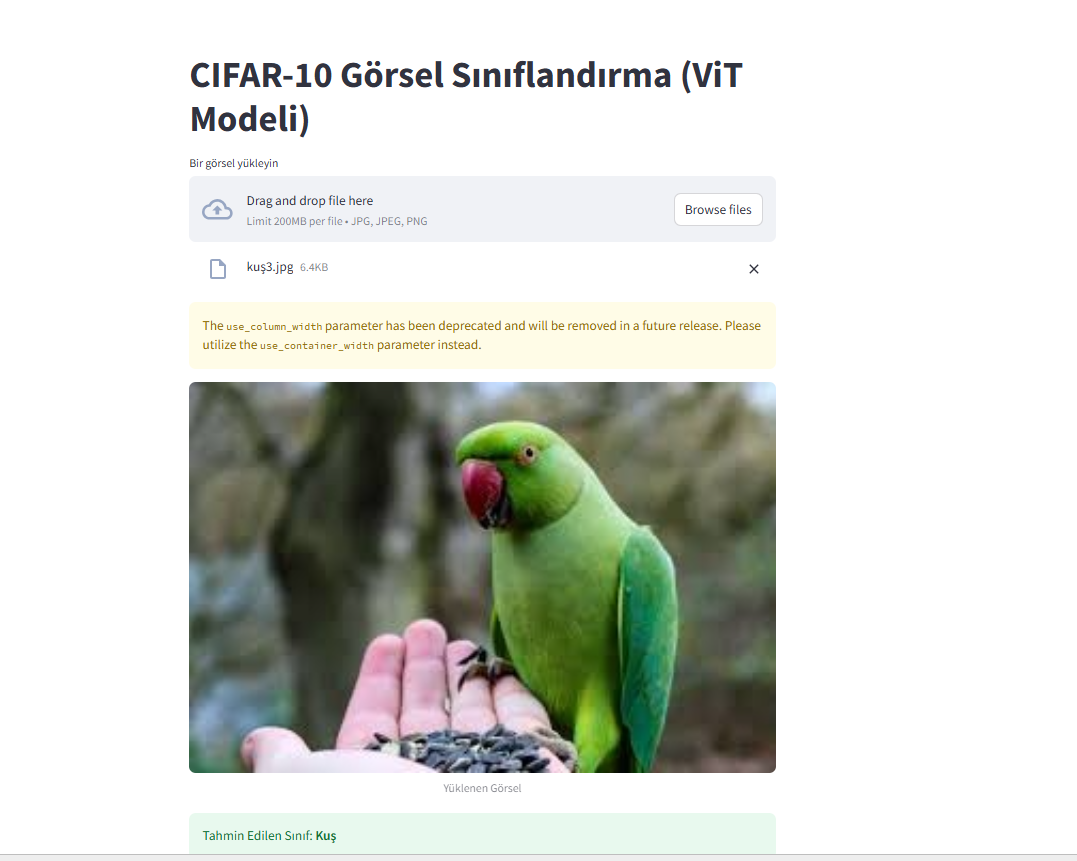 CIFAR-10 Görsel Sınıflandırma (ViT
Modeli)
Bir görsel yükleyin
Drag and drop file here
Limit 200MB per file • JPG, JPEG, PNG
Browse files
kuş3.jpg 6.4KB
The use_column_width parameter has been deprecated and will be removed in a future release. Please
utilize the use_container_width parameter instead.
Yüklenen Görsel
Tahmin Edilen Sınıf: Kuş